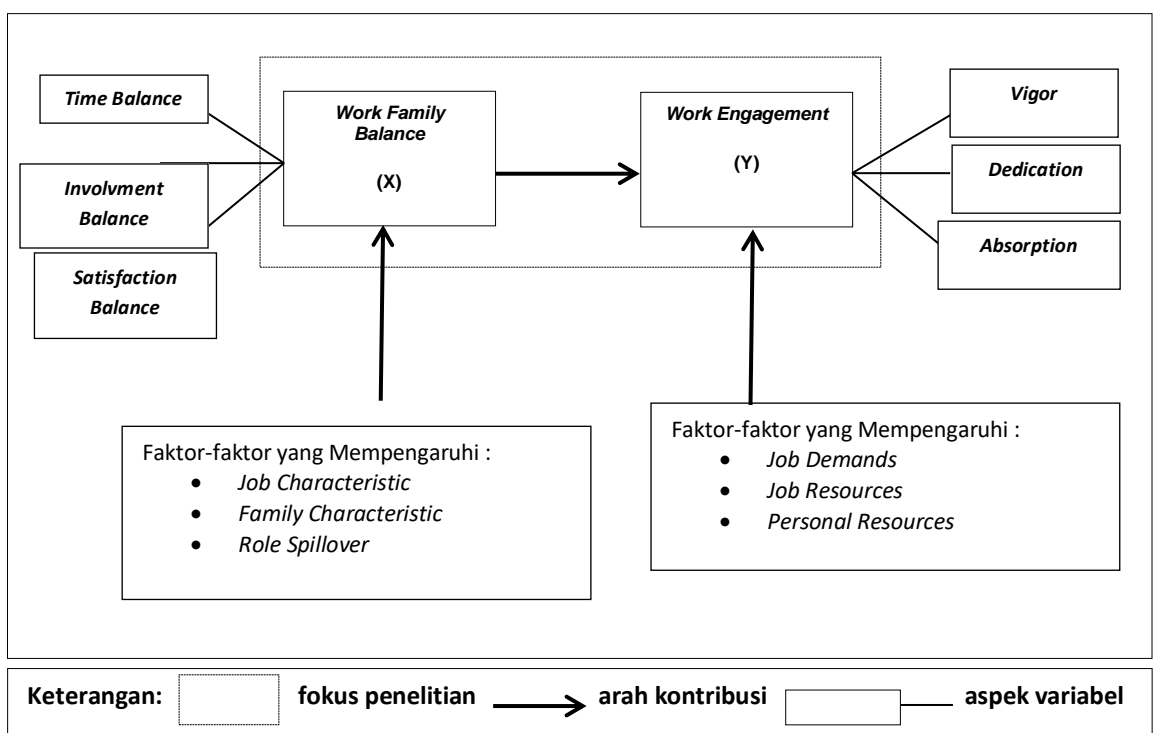 Time Balance
Involvment
Balance
Satisfaction
Balance
Work Family
Balance
(X)
Work Engagement
(Y)
Vigor
Dedication
Absorption
Faktor-faktor yang Mempengaruhi :
• Job Characteristic
• Family Characteristic
• Role Spillover
Faktor-faktor yang Mempengaruhi :
• Job Demands
• Job Resources
• Personal Resources
Keterangan: fokus penelitian arah kontribusi aspek variabel